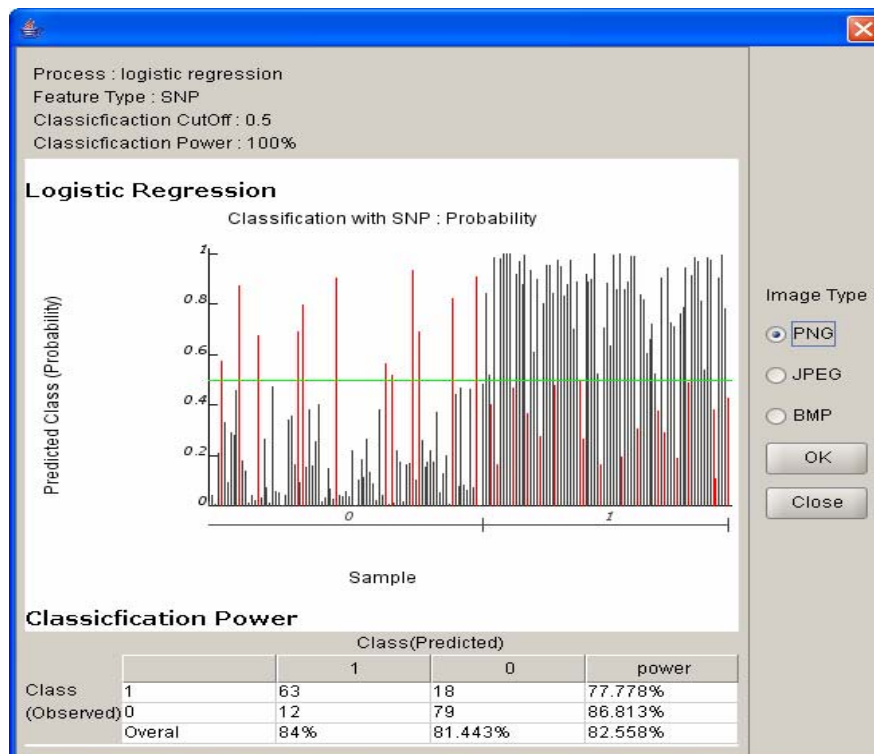 Process : logistic regression
Feature Type : SNP
Classicficaction CutOff : 0.5
Classicficaction Power : 100%
Logistic Regression
Classification with SNP : Probability
Predicted Class (Probability)
1
0.8
0.6
0.4
0.2
0
0 1
Sample
Image Type
PNG
JPEG
BMP
OK
Close
Classicfication Power
Class(Predicted)
1 0 power
Class 1 63 18 77.778%
(Observed) 0 12 79 86.813%
Overal 84% 81.443% 82.558%